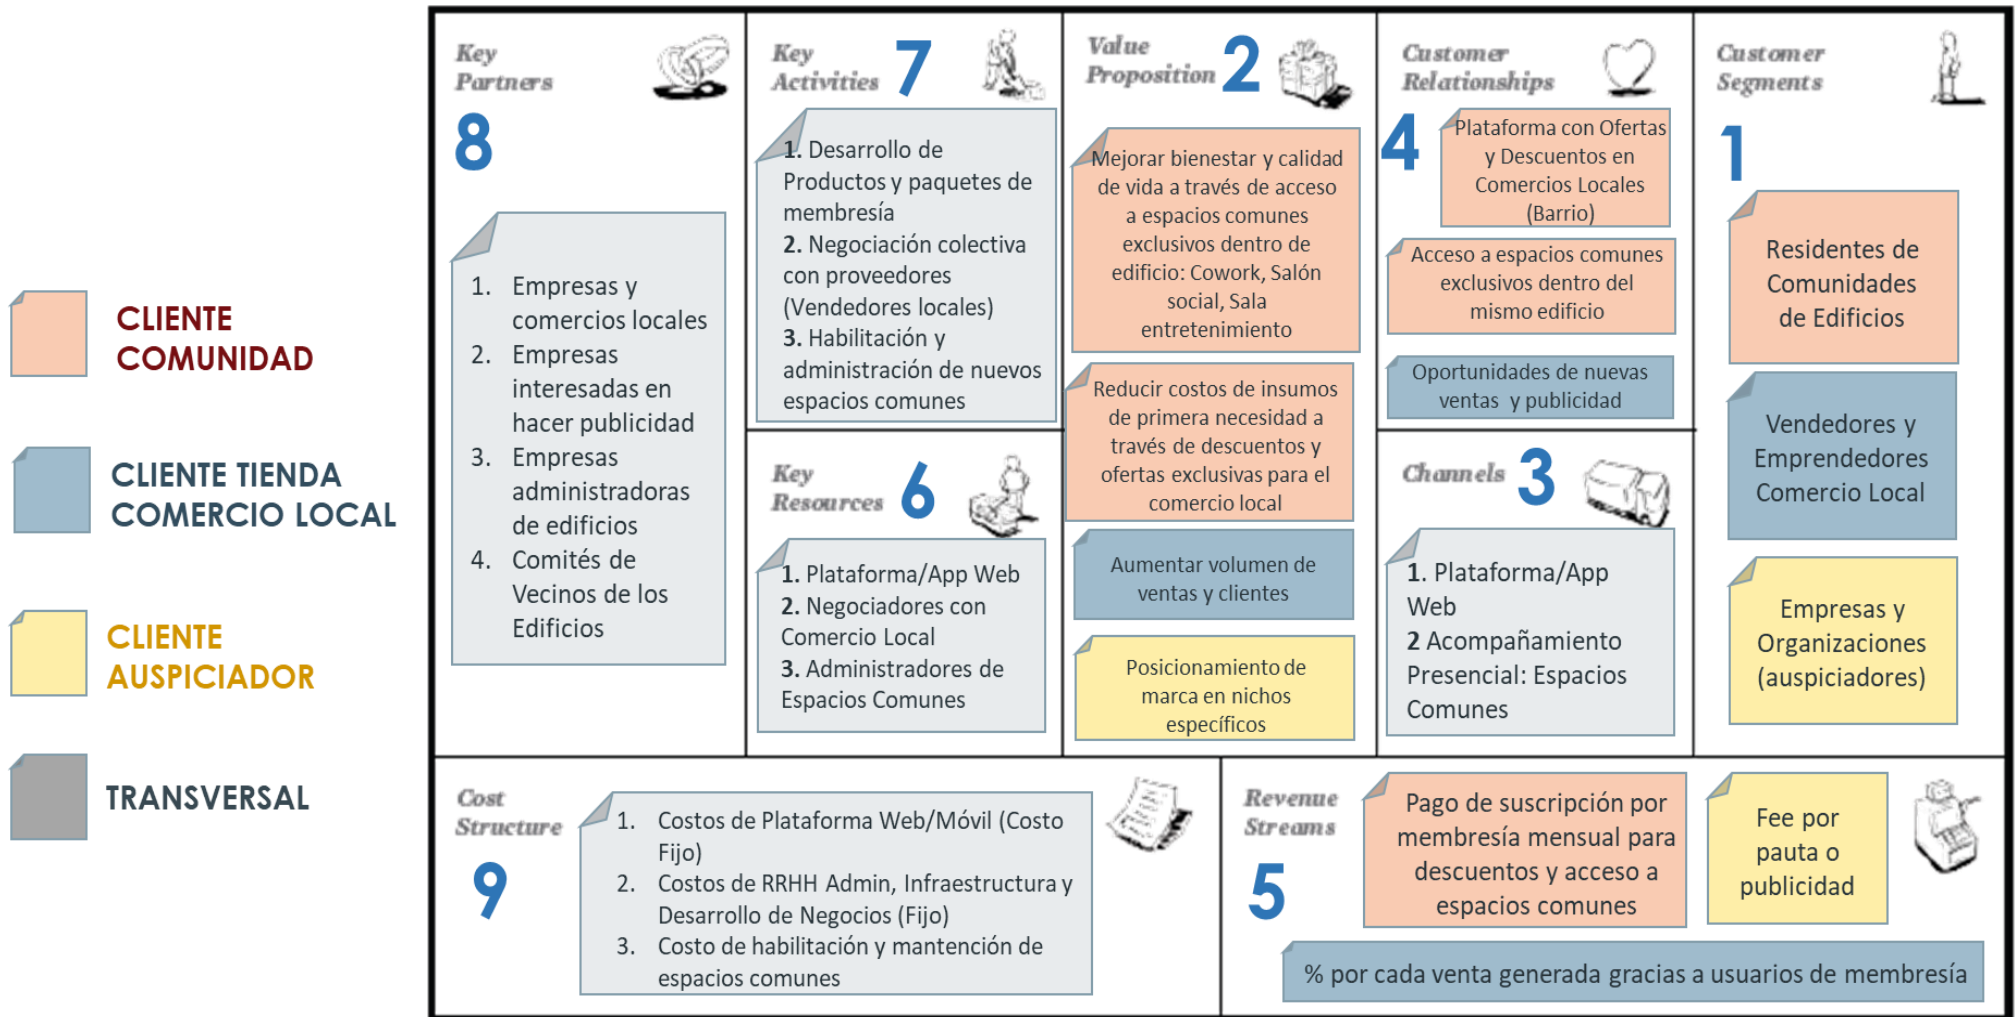 CLIENTE
COMUNIDAD
CLIENTE TIENDA
COMERCIO LOCAL
CLIENTE
AUSPICIADOR
TRANSVERSAL
Key
Partners
8
1. Empresas y
comercios locales
2. Empresas
interesadas en
hacer publicidad
3. Empresas
administradoras
de edificios
4. Comités de
Vecinos de los
Edificios
Key
Activities
7
1. Desarrollo de
Productos y paquetes de
membresía
2. Negociación colectiva
con proveedores
(Vendedores locales)
3. Habilitación y
administración de nuevos
espacios comunes
Key
Resources
6
1. Plataforma/App Web
2. Negociadores con
Comercio Local
3. Administradores de
Espacios Comunes
Value
Proposition
2
Mejorar bienestar y calidad
de vida a través de acceso
a espacios comunes
exclusivos dentro de
edificio: Cowork, Salón
social, Sala
entretenimiento
Reducir costos de insumos
de primera necesidad a
través de descuentos y
ofertas exclusivas para el
comercio local
Aumentar volumen de
ventas y clientes
Posicionamiento de
marca en nichos
específicos
Customer
Relationships
4
Plataforma con Ofertas
y Descuentos en
Comercios Locales
(Barrio)
Acceso a espacios comunes
exclusivos dentro del
mismo edificio
Oportunidades de nuevas
ventas y publicidad
Channels
3
1. Plataforma/App
Web
2 Acompañamiento
Presencial: Espacios
Comunes
Customer
Segments
1
Residentes de
Comunidades
de Edificios
Vendedores y
Emprendedores
Comercio Local
Empresas y
Organizaciones
(auspiciadores)
Cost
Structure
9
1. Costos de Plataforma Web/Móvil (Costo
Fijo)
2. Costos de RRHH Admin, Infraestructura y
Desarrollo de Negocios (Fijo)
3. Costo de habilitación y mantención de
espacios comunes
Revenue
Streams
5
Pago de suscripción por
membresía mensual para
descuentos y acceso a
espacios comunes
Fee por
pauta o
publicidad
% por cada venta generada gracias a usuarios de membresía